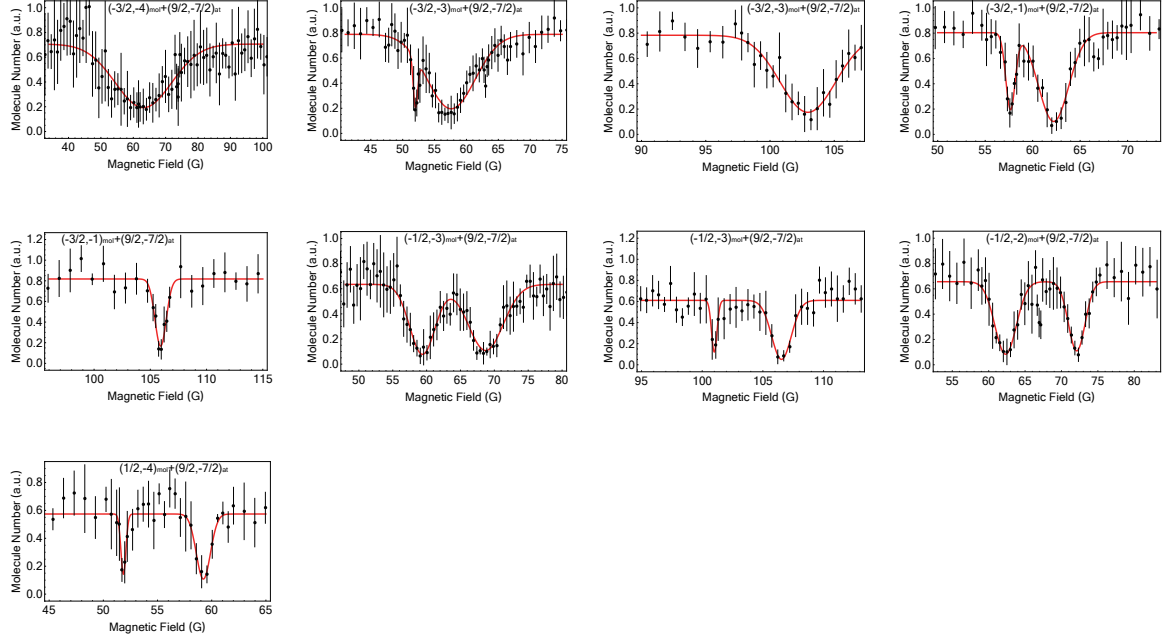 (-3/2,-4)mol+(9/2,-7/2)at
Molecule Number (a.u.)
1.0
0.8
0.6
0.4
0.2
0.0
40 50 60 70 80 90 100
Magnetic Field (G)
(-3/2,-3)mol+(9/2,-7/2)at
Molecule Number (a.u.)
1.0
0.8
0.6
0.4
0.2
0.0
45 50 55 60 65 70 75
Magnetic Field (G)
(-3/2,-3)mol+(9/2,-7/2)at
Molecule Number (a.u.)
1.0
0.8
0.6
0.4
0.2
0.0
90 95 100 105
Magnetic Field (G)
(-3/2,-1)mol+(9/2,-7/2)at
Molecule Number (a.u.)
1.0
0.8
0.6
0.4
0.2
0.0
50 55 60 65 70
Magnetic Field (G)
(-3/2,-1)mol+(9/2,-7/2)at
Molecule Number (a.u.)
1.2
1.0
0.8
0.6
0.4
0.2
0.0
100 105 110 115
Magnetic Field (G)
(-1/2,-3)mol+(9/2,-7/2)at
Molecule Number (a.u.)
1.0
0.8
0.6
0.4
0.2
0.0
50 55 60 65 70 75 80
Magnetic Field (G)
(-1/2,-3)mol+(9/2,-7/2)at
Molecule Number (a.u.)
1.2
1.0
0.8
0.6
0.4
0.2
0.0
95 100 105 110
Magnetic Field (G)
(-1/2,-2)mol+(9/2,-7/2)at
Molecule Number (a.u.)
1.0
0.8
0.6
0.4
0.2
0.0
55 60 65 70 75 80
Magnetic Field (G)
(1/2,-4)mol+(9/2,-7/2)at
Molecule Number (a.u.)
0.8
0.6
0.4
0.2
0.0
45 50 55 60 65
Magnetic Field (G)